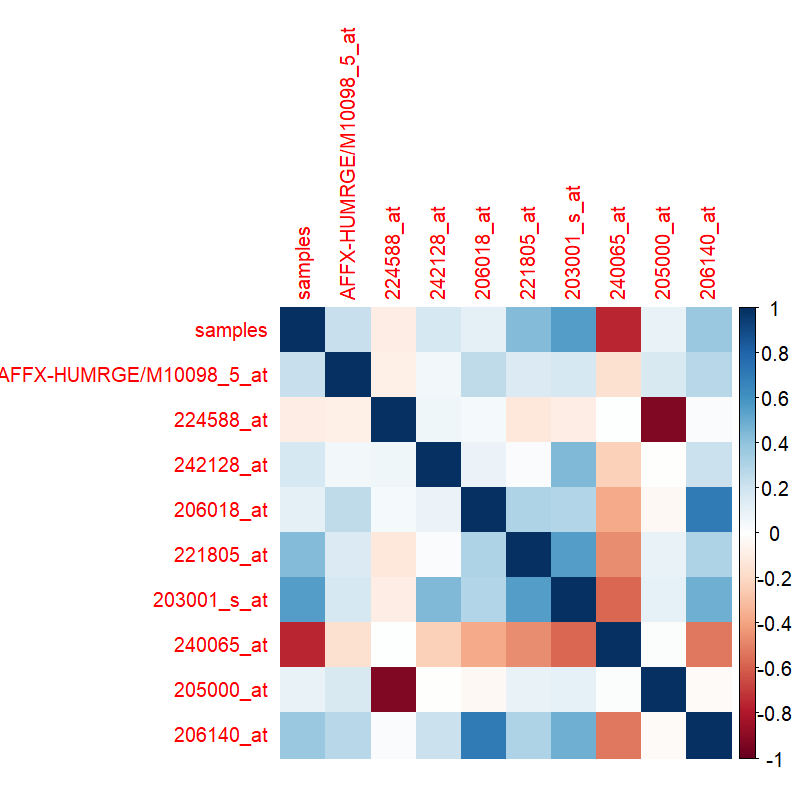 samples
AFFX-HUMRGE/M10098_5_at
224588_at
242128_at
206018_at
221805_at
203001_s_at
240065_at
205000_at
206140_at
samples
AFFX-HUMRGE/M10098_5_at
224588_at
242128_at
206018_at
221805_at
203001_s_at
240065_at
205000_at
206140_at
1
0.8
0.6
0.4
0.2
0
-0.2
-0.4
-0.6
-0.8
-1